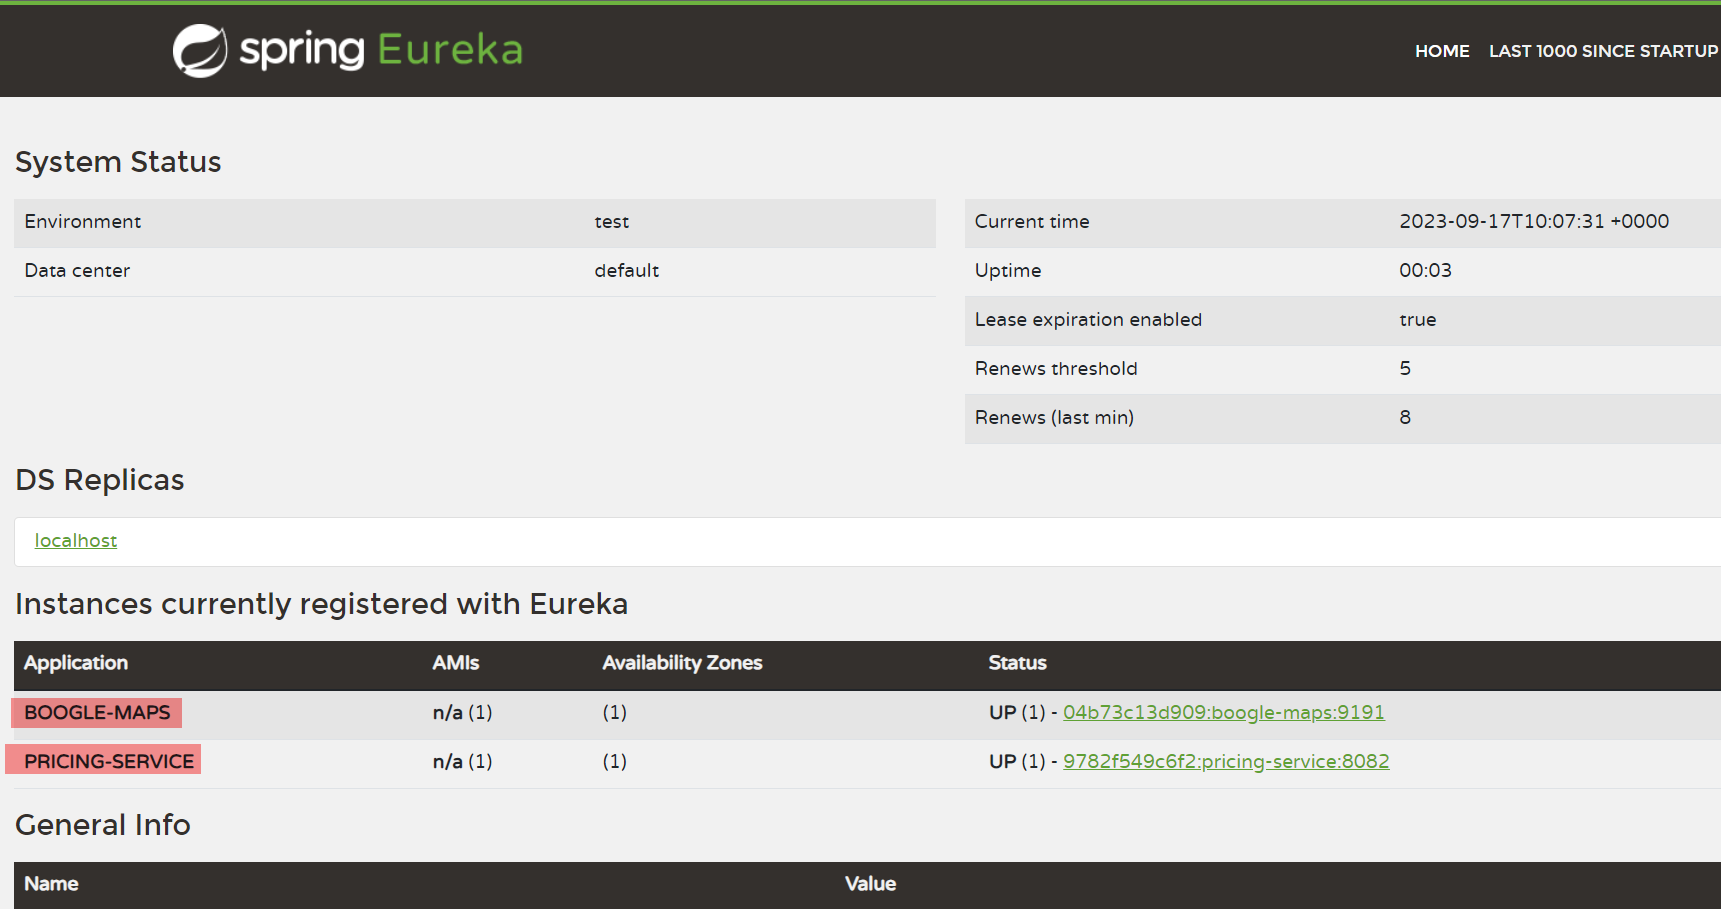 spring Eureka
HOME LAST 1000 SINCE STARTUP
System Status
Environment test
Data center default
Current time 2023-09-17T10:07:31 +0000
Uptime 00:03
Lease expiration enabled true
Renews threshold 5
Renews (last min) 8
DS Replicas
localhost
Instances currently registered with Eureka
Application AMIs Availability Zones Status
BOOGLE-MAPS n/a (1) (1) UP (1) - 04b73c13d909:boogle-maps:9191
PRICING-SERVICE n/a (1) (1) UP (1) - 9782f549c6f2:pricing-service:8082
General Info
Name Value